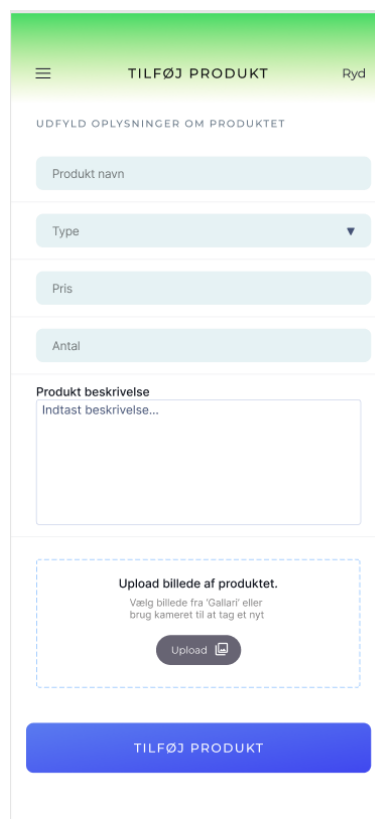 TILFØJ PRODUKT
Ryd
UDFYLD OPLYSNINGER OM PRODUKTET
Produkt navn
Type
Pris
Antal
Produkt beskrivelse
Indtast beskrivelse...
Upload billede af produktet.
Vælg billede fra 'Gallari' eller
brug kameret til at tag et nyt
Upload
TILFØJ PRODUKT